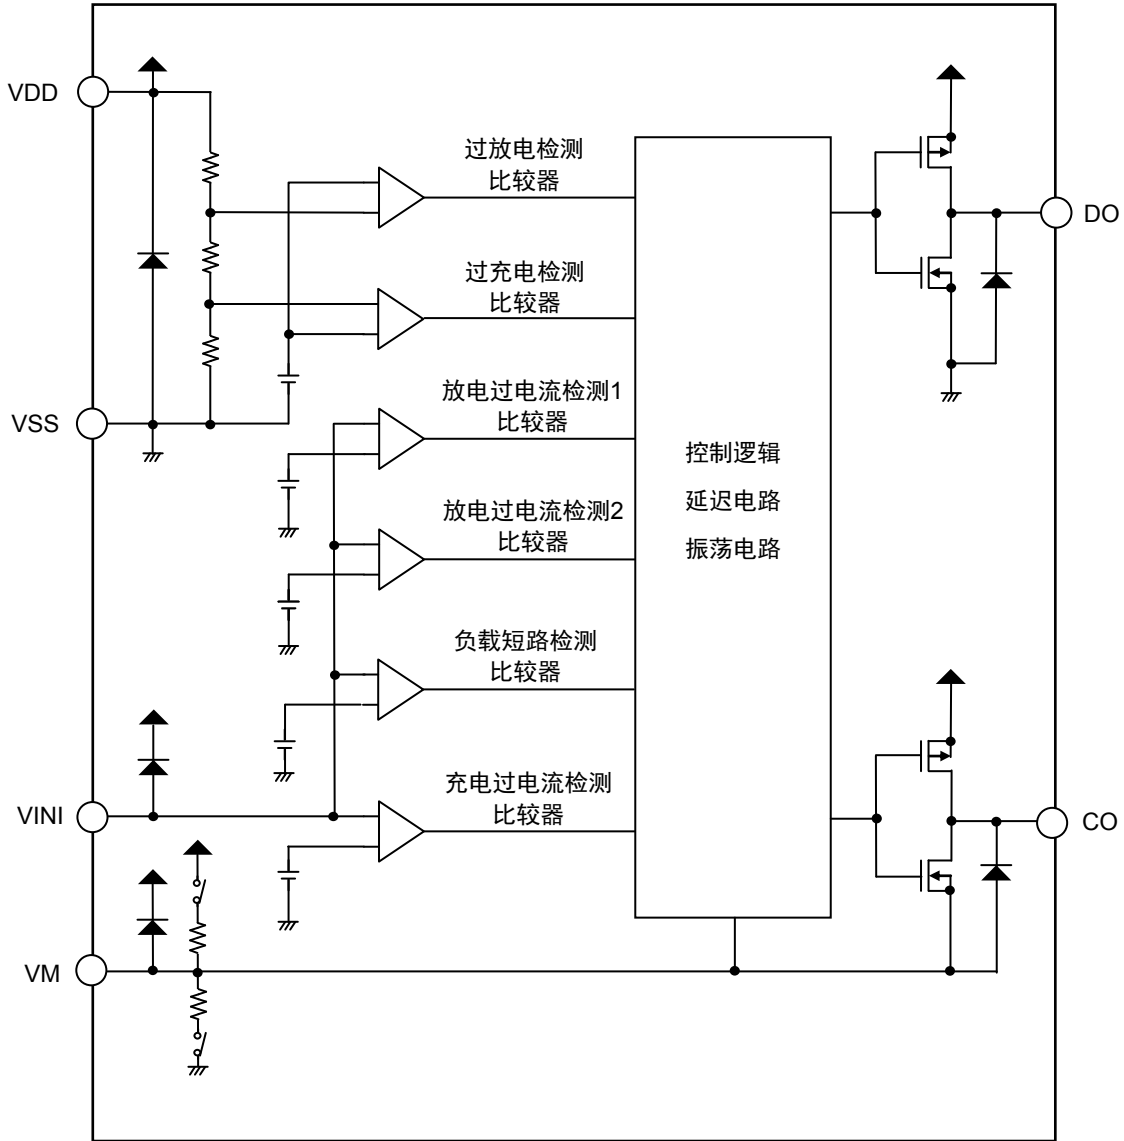 VDD
过放电检测
比较器
DO
过充电检测
比较器
VSS
放电过电流检测1
比较器
控制逻辑
延迟电路
振荡电路
放电过电流检测2
比较器
负载短路检测
比较器
VINI
充电过电流检测
比较器
CO
VM